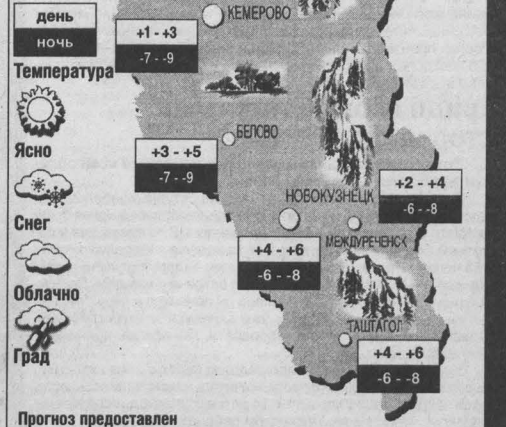 день
ночь
Температура
Ясно
Снег
Облачно
Град
КЕМЕРОВО
+1 - +3
-7 - -9
БЕЛОВО
+3 - +5
-7 - -9
НОВОКУЗНЕЦК
+4 - +6
-6 - -8
+2 - +4
-6 - -8
МЕЖДУРЕЧЕНСК
ТАШТАГОЛ
+4 - +6
-6 - -8
Прогноз предоставлен